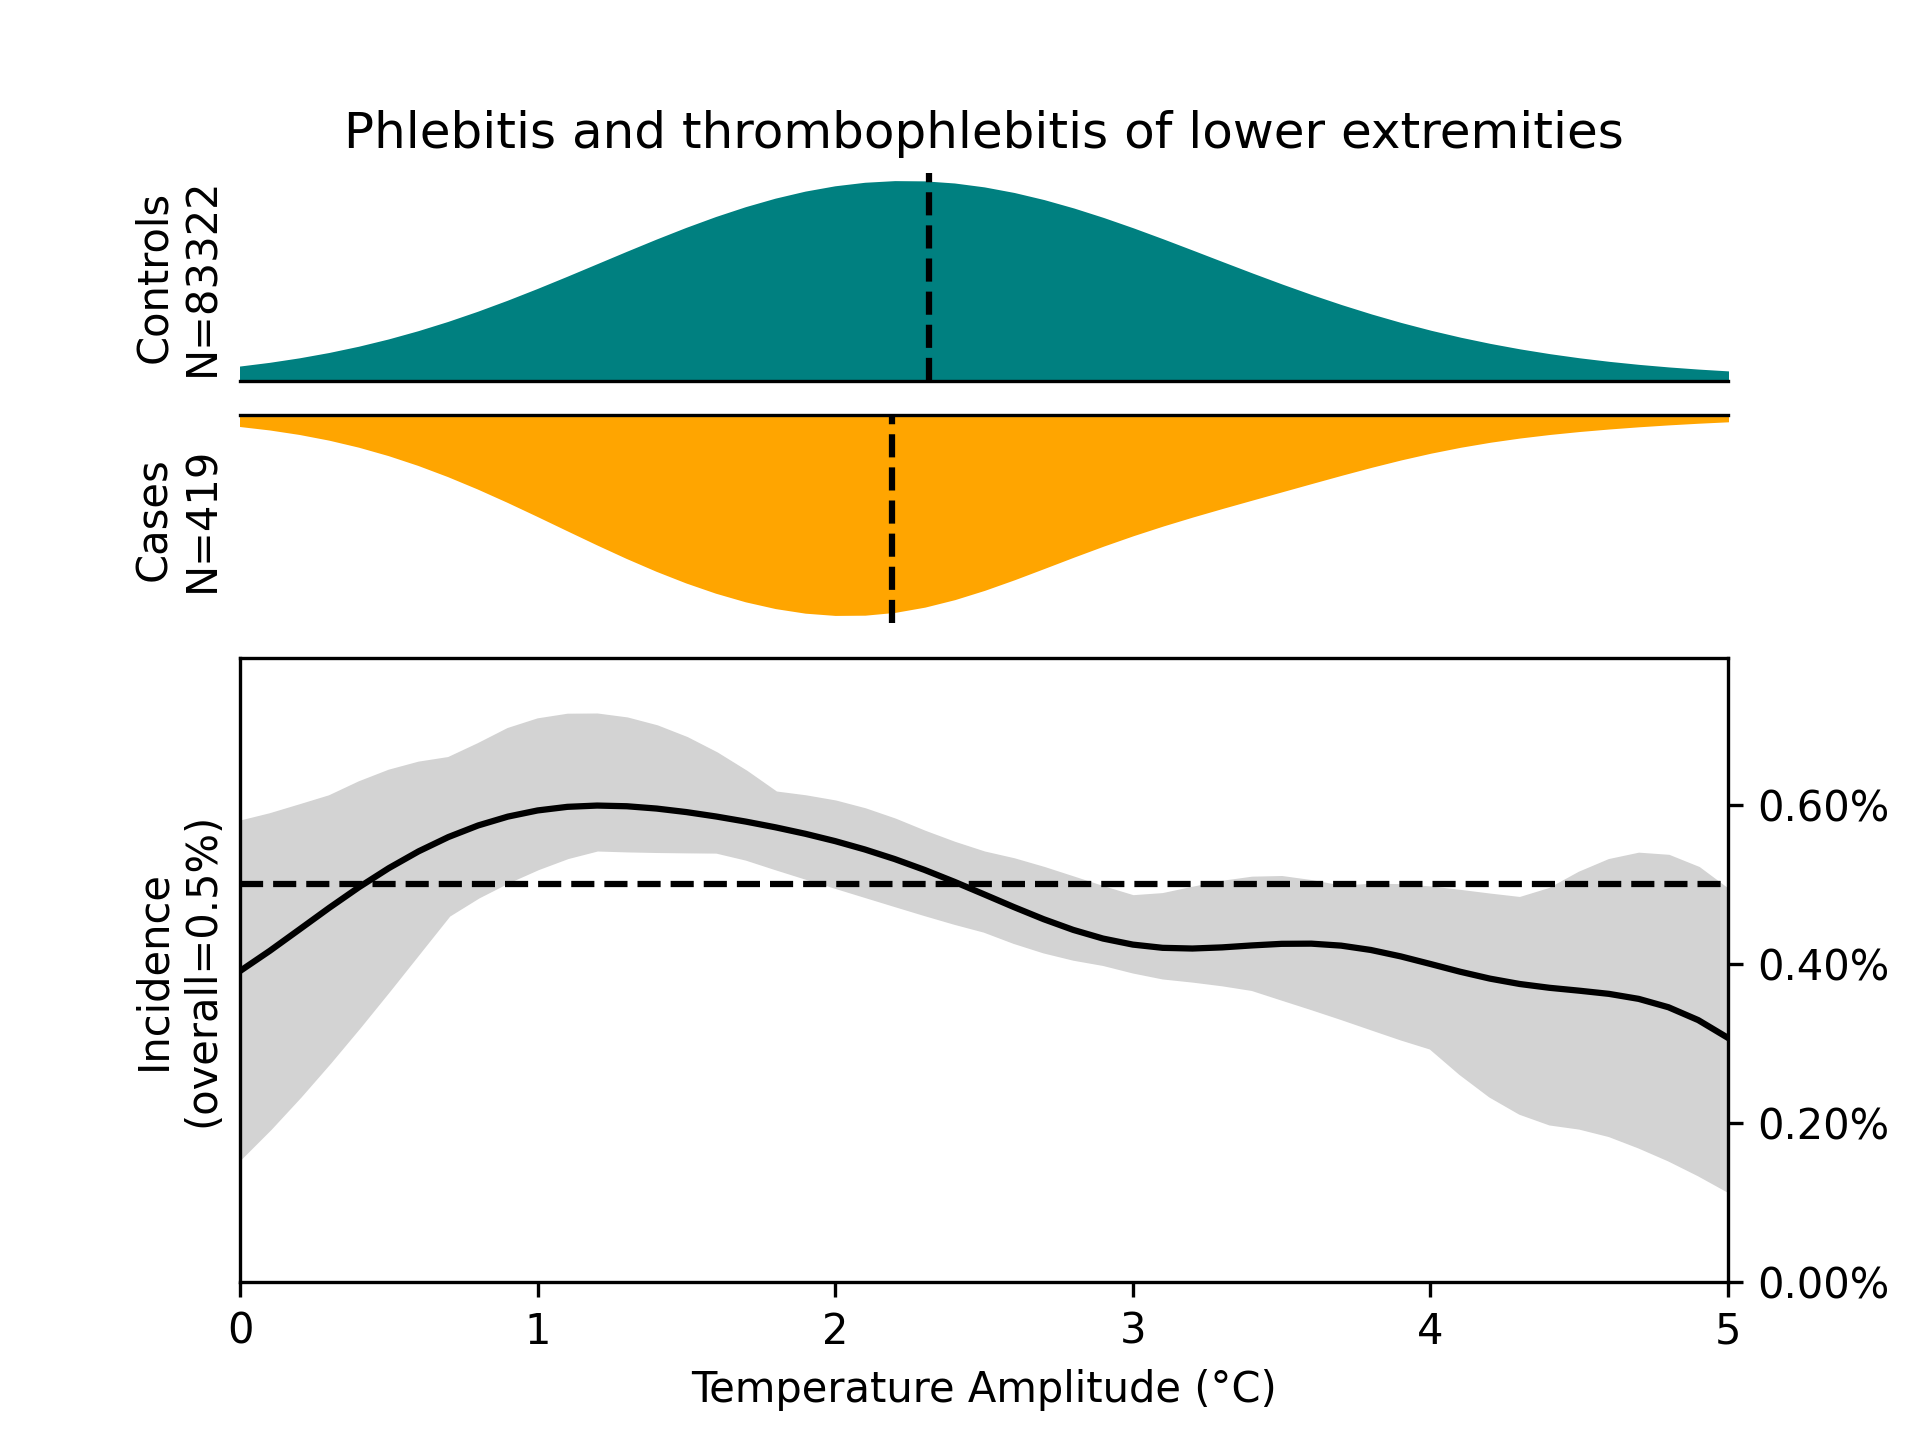 Phlebitis and thrombophlebitis of lower extremities
Controls
N=83322
Cases
N=419
Incidence
(overall=0.5%)
0.60%
0.40%
0.20%
0.00%
0 1 2 3 4 5
Temperature Amplitude (°C)